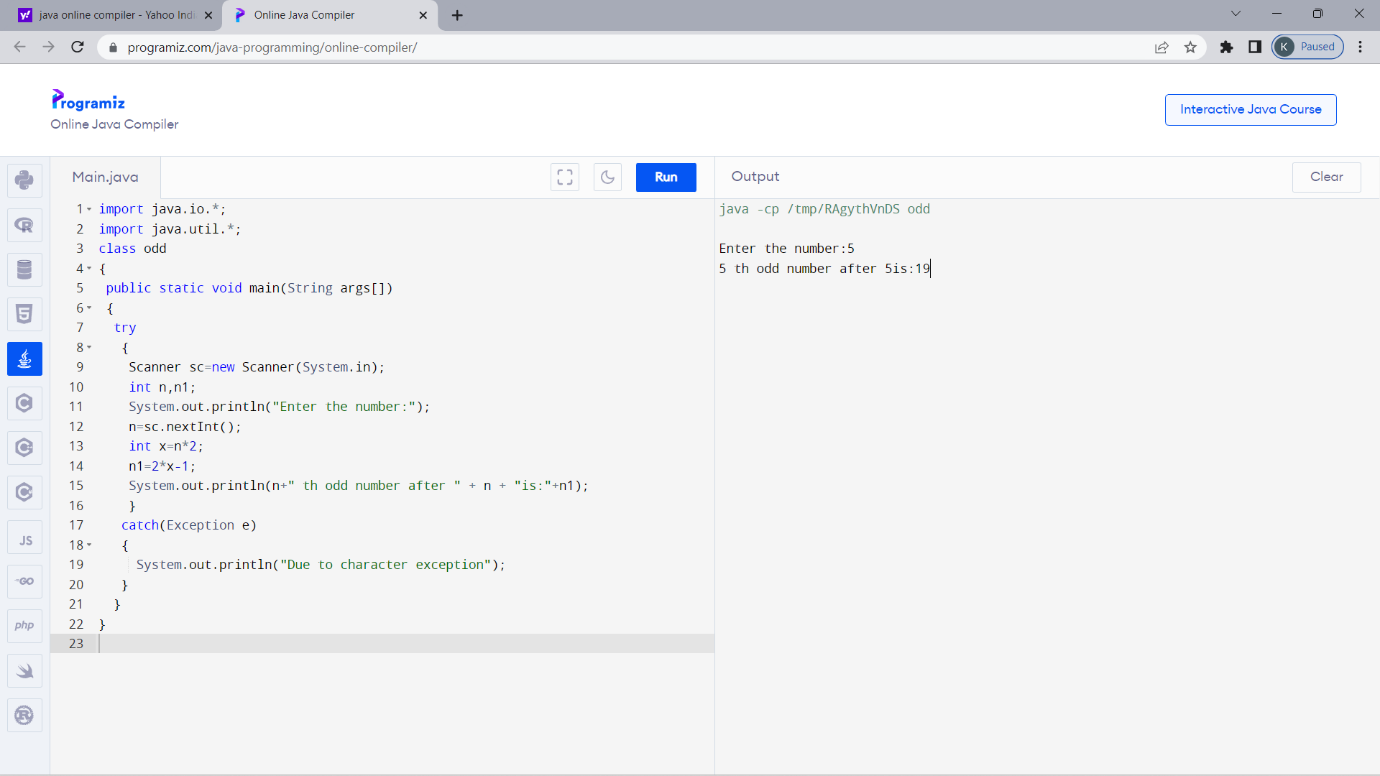 java online compiler - Yahoo Ind
Online Java Compiler
programiz.com/java-programming/online-compiler/
K Paused
Programiz
Online Java Compiler
Interactive Java Course
Main.java
Run
Output
Clear
1 import java.io.*;
2 import java.util.*;
3 class odd
4 {
5 public static void main(String args[])
6 {
7 try
8 {
9 Scanner sc=new Scanner(System.in);
10 int n,n1;
11 System.out.println("Enter the number:");
12 n=sc.nextInt();
13 int x=n*2;
14 n1=2*x-1;
15 System.out.println(n+" th odd number after " + n + "is:"+n1);
16 }
17 catch(Exception e)
18 {
19 System.out.println("Due to character exception");
20 }
21 }
22 }
23
java -cp /tmp/RAgythVnDS odd
Enter the number:5
5 th odd number after 5is:19
R
5
C
C
C
JS
GO
php
R